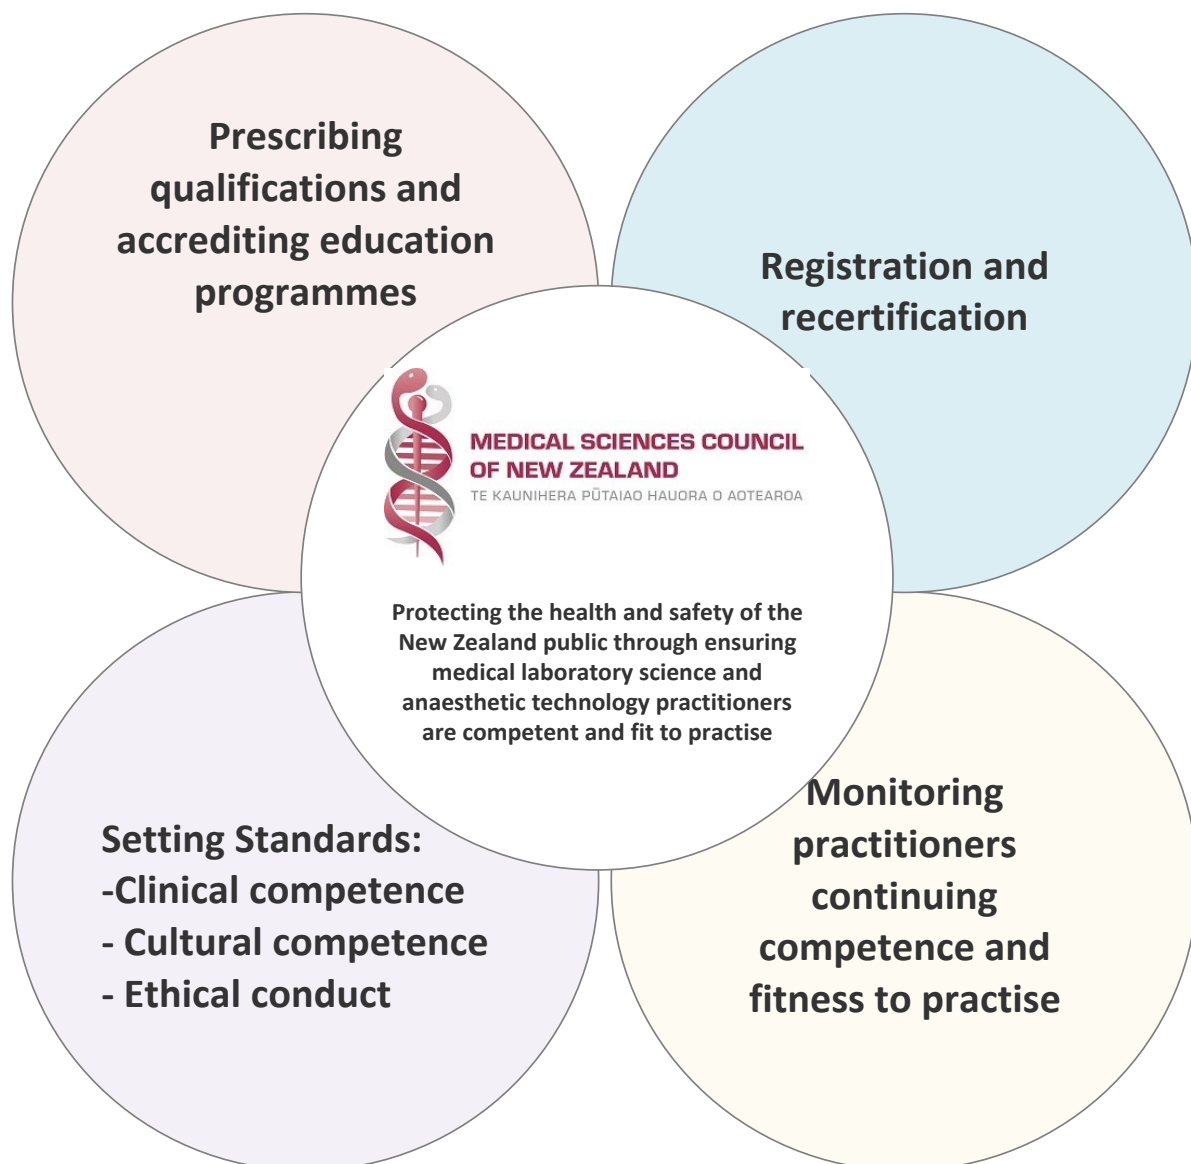 Prescribing
qualifications and
accrediting education
programmes
Registration and
recertification
MEDICAL SCIENCES COUNCIL
OF NEW ZEALAND
TE KAUNIHERA PŪTAIAO HAUORA O AOTEAROA
Protecting the health and safety of the
New Zealand public through ensuring
medical laboratory science and
anaesthetic technology practitioners
are competent and fit to practise
Setting Standards:
-Clinical competence
- Cultural competence
- Ethical conduct
Monitoring
practitioners
continuing
competence and
fitness to practise